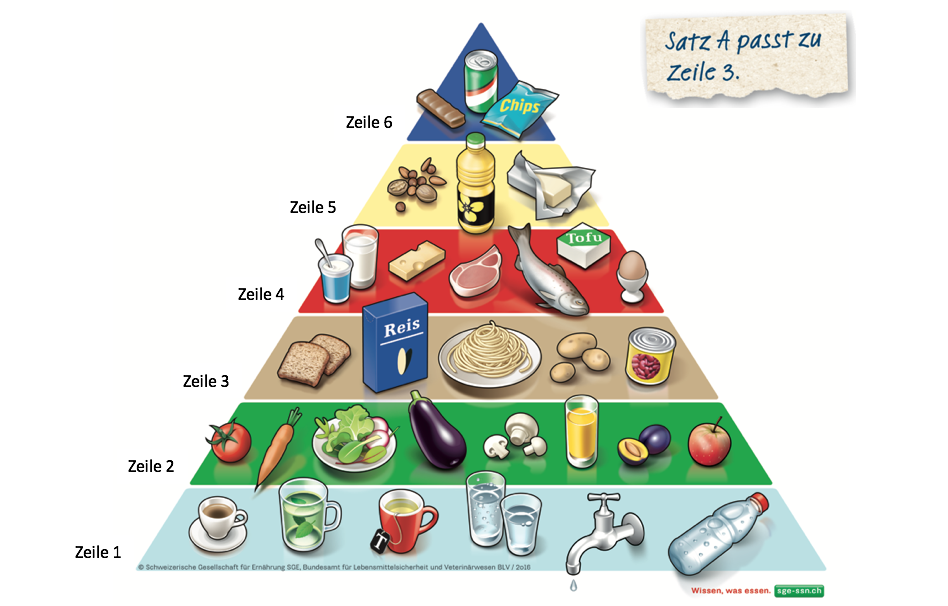 Satz A passt zu
Zeile 3.
Chips
Zeile 6
Zeile 5
Tofu
Zeile 4
Reis
Zeile 3
Zeile 2
T
Zeile 1
© Schweizerische Gesellschaft für Ernährung SGE, Bundesamt für Lebensmittelsicherheit und Veterinärwesen BLV / 2o16
Wissen, was essen. sge-ssn.ch